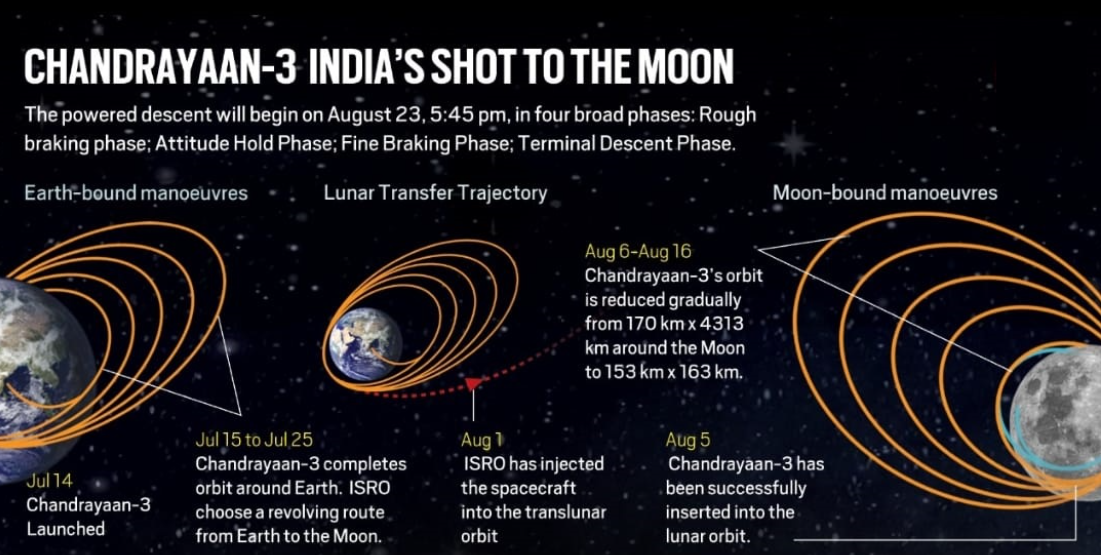 CHANDRAYAAN-3 INDIA'S SHOT TO THE MOON
The powered descent will begin on August 23, 5:45 pm, in four broad phases: Rough
braking phase; Attitude Hold Phase; Fine Braking Phase; Terminal Descent Phase.
Earth-bound manoeuvres
Lunar Transfer Trajectory
Moon-bound manoeuvres
Jul 14
Chandrayaan-3
Launched
Jul 15 to Jul 25
Chandrayaan-3 completes
orbit around Earth. ISRO
choose a revolving route
from Earth to the Moon.
Aug 1
ISRO has injected
the spacecraft
into the translunar
orbit
Aug 5
Chandrayaan-3 has
been successfully
inserted into the
lunar orbit.
Aug 6-Aug 16
Chandrayaan-3's orbit
is reduced gradually
from 170 km x 4313
km around the Moon
to 153 km x 163 km.